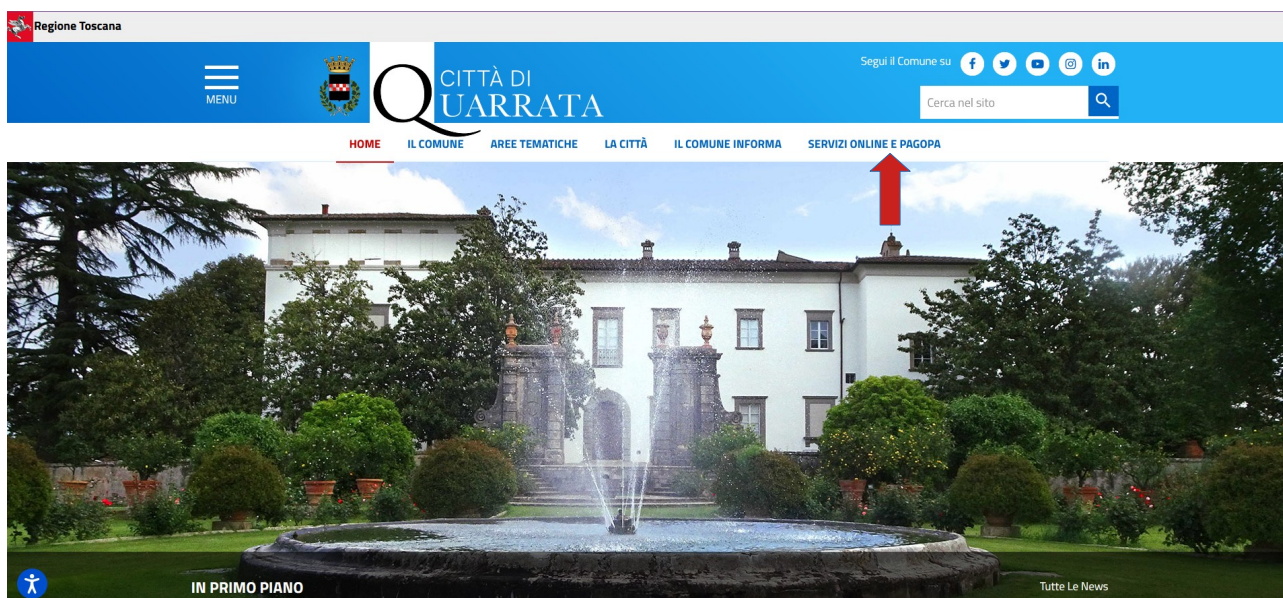 Regione Toscana
Segui il Comune su
MENU
CITTÀ DI
QUARRATA
Cerca nel sito
HOME IL COMUNE AREE TEMATICHE LA CITTÀ IL COMUNE INFORMA SERVIZI ONLINE E PAGOPA
IN PRIMO PIANO Tutte Le News